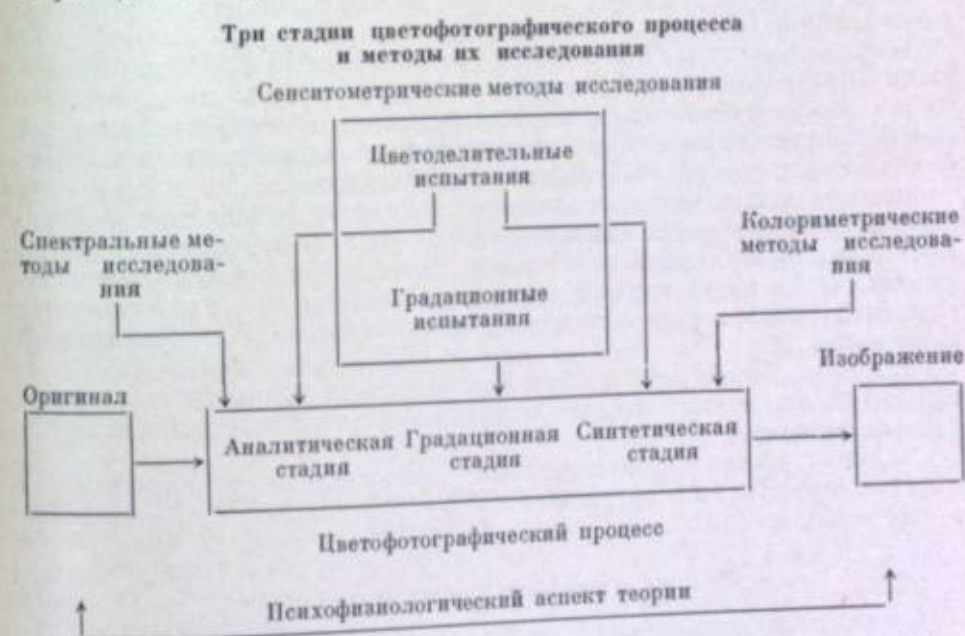 Три стадии цветофотографического процесса
и методы их исследования
Сенситометрические методы исследования
Цветоделительные
испытания
Спектральные ме-
тоды исследова-
ния
Колориметрические
методы исследова-
ния
Градационные
испытания
Изображение
Оригинал
Аналитическая
стадия
Градационная
стадия
Синтетическая
стадия
Цветофотографический процесс
Психофизиологический аспект теории